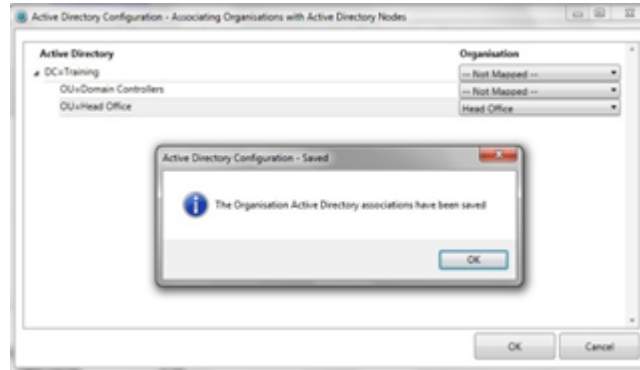 Active Directory Configuration - Associating Organisations with Active Directory Nodes
Active Directory Organisation
DC=Training -- Not Mapped --
OU=Domain Controllers -- Not Mapped --
OU=Head Office Head Office
Active Directory Configuration - Saved
The Organisation Active Directory associations have been saved
OK
OK Cancel